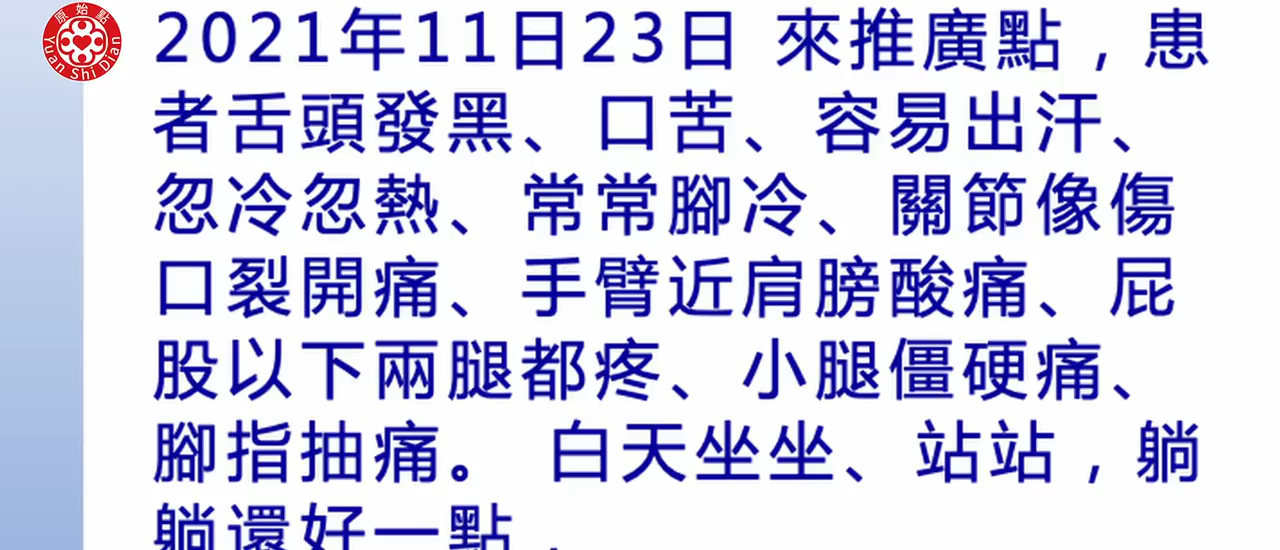 原始點
Yuan Shi Dian
2021年11日23日 來推廣點，患
者舌頭發黑、口苦、容易出汗、
忽冷忽熱、常常腳冷、關節像傷
口裂開痛、手臂近肩膀酸痛、屁
股以下兩腿都疼、小腿僵硬痛、
腳指抽痛。 白天坐坐、站站，躺
躺還好一點，